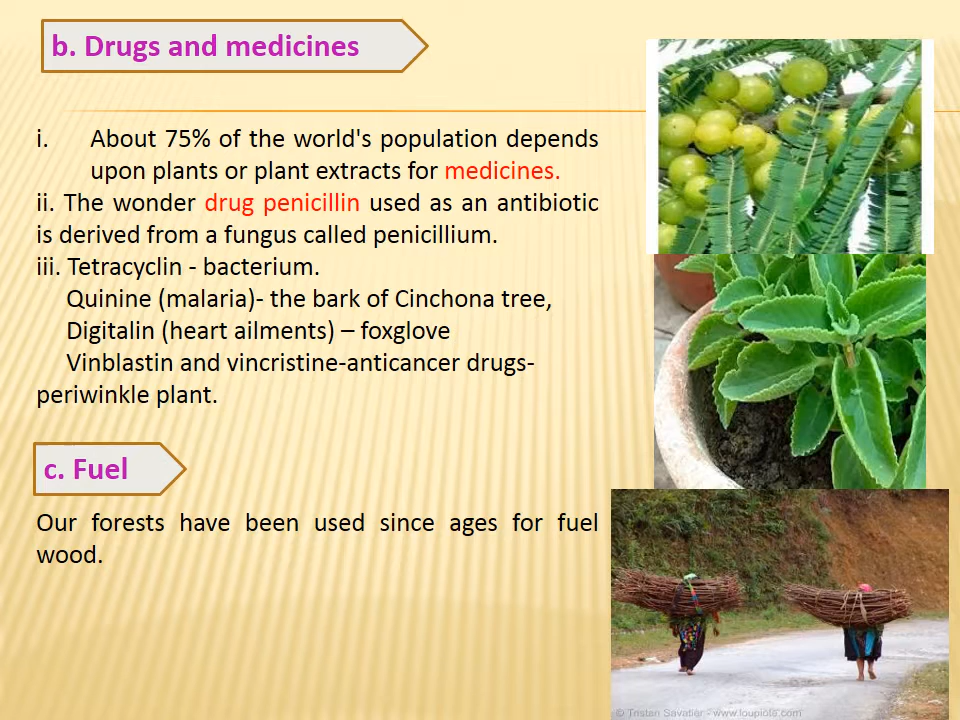 b. Drugs and medicines
i. About 75% of the world's population depends
upon plants or plant extracts for medicines.
ii. The wonder drug penicillin used as an antibiotic
is derived from a fungus called penicillium.
iii. Tetracyclin - bacterium.
Quinine (malaria)- the bark of Cinchona tree,
Digitalin (heart ailments) – foxglove
Vinblastin and vincristine-anticancer drugs-
periwinkle plant.
c. Fuel
Our forests have been used since ages for fuel
wood.
© Tristan Savatier - www.loupiote.com